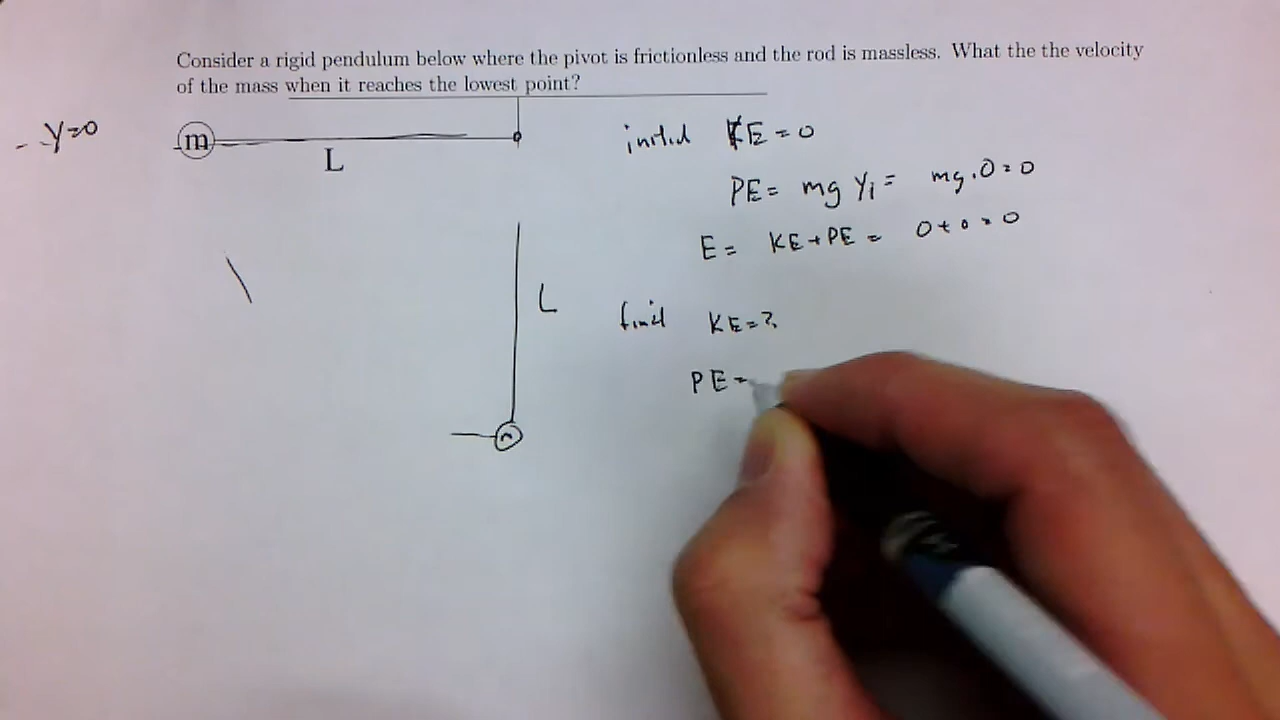 Consider a rigid pendulum below where the pivot is frictionless and the rod is massless. What the the velocity
of the mass when it reaches the lowest point?
- y=0
m
L
KE=0
PE= mg y₁= mg.0=0
E= KE+PE= 0+0=0
L
KE=?
PE=
m